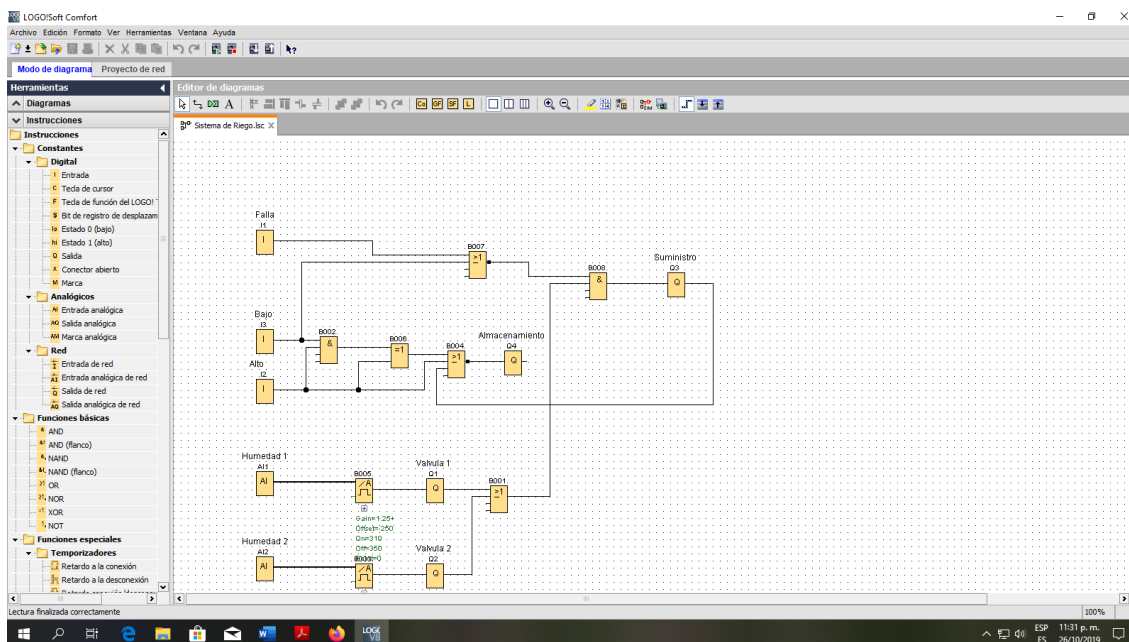 LOGO!Soft Comfort
Archivo Edición Formato Ver Herramientas Ventana Ayuda
Modo de diagrama Proyecto de red
Herramientas
Editor de diagramas
Diagramas
Co GF SF L
Instrucciones
Sistema de Riego.lsc
Instrucciones
Constantes
Digital
Entrada
Tecla de cursor
Tecla de función del LOGO!
Bit de registro de desplazam
Estado 0 (bajo)
Estado 1 (alto)
Salida
Conector abierto
Marca
Analógicos
Entrada analógica
Salida analógica
Marca analógica
Red
Entrada de red
Entrada analógica de red
Salida de red
Salida analógica de red
Funciones básicas
AND
AND (flanco)
NAND
NAND (flanco)
OR
NOR
XOR
NOT
Funciones especiales
Temporizadores
Retardo a la conexión
Retardo a la desconexión
Falla
I1
I
B007
≥1
Suministro
B008
&
Q3
Q
Bajo
I3
I
B002
&
B006
=1
B004
≥1
Almacenamiento
Q4
Q
Alto
I2
I
Humedad 1
AI1
AI
B005
/A
Valvula 1
Q1
Q
B001
≥1
Gain=1.25+
Offset=-250
On=310
Off=350
Humedad 2
AI2
AI
/A
Valvula 2
Q2
Q
Lectura finalizada correctamente
100%
ESP 11:31 p. m.
ES 26/10/2019